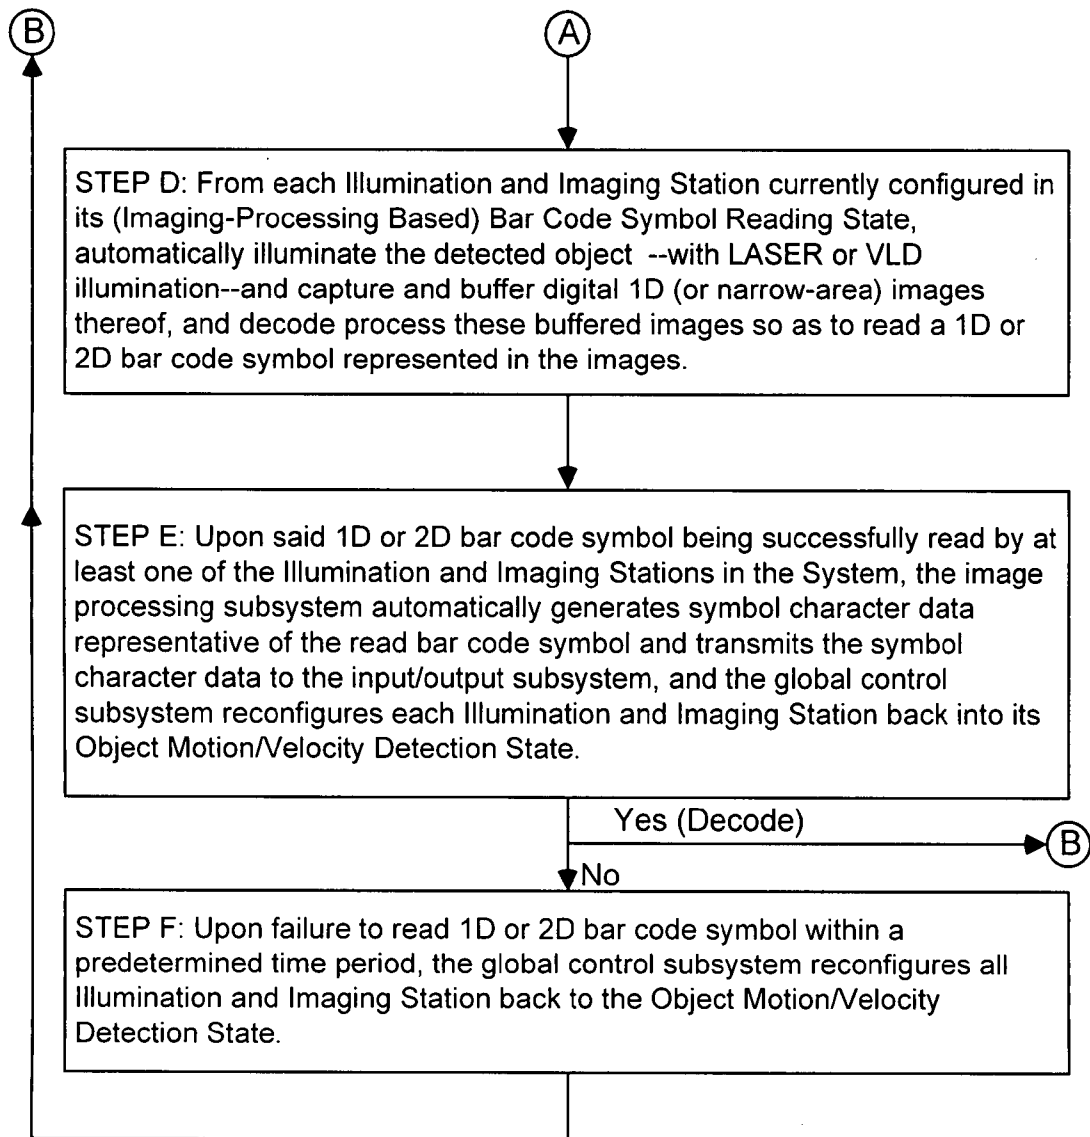 B
A
STEP D: From each Illumination and Imaging Station currently configured in
its (Imaging-Processing Based) Bar Code Symbol Reading State,
automatically illuminate the detected object --with LASER or VLD
illumination--and capture and buffer digital 1D (or narrow-area) images
thereof, and decode process these buffered images so as to read a 1D or
2D bar code symbol represented in the images.
STEP E: Upon said 1D or 2D bar code symbol being successfully read by at
least one of the Illumination and Imaging Stations in the System, the image
processing subsystem automatically generates symbol character data
representative of the read bar code symbol and transmits the symbol
character data to the input/output subsystem, and the global control
subsystem reconfigures each Illumination and Imaging Station back into its
Object Motion/Velocity Detection State.
Yes (Decode)
B
No
STEP F: Upon failure to read 1D or 2D bar code symbol within a
predetermined time period, the global control subsystem reconfigures all
Illumination and Imaging Station back to the Object Motion/Velocity
Detection State.